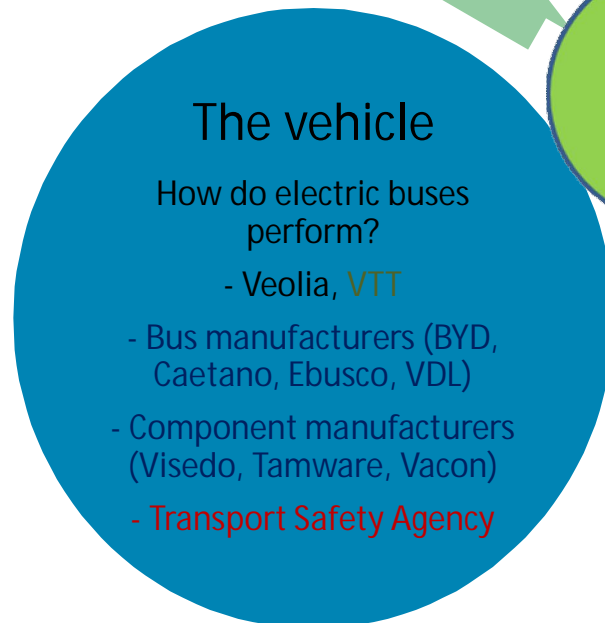 The vehicle
How do electric buses
perform?
- Veolia, VTT
- Bus manufacturers (BYD,
Caetano, Ebusco, VDL)
- Component manufacturers
(Visedo, Tamware, Vacon)
- Transport Safety Agency